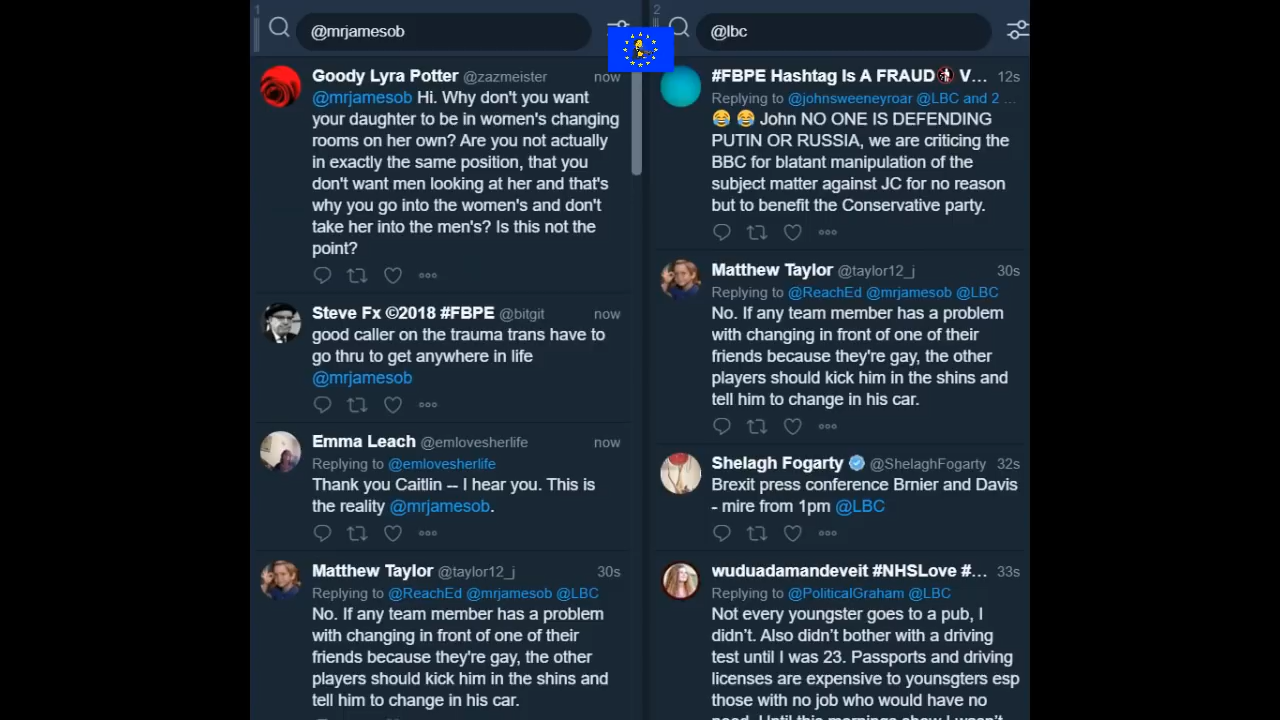 1
@mrjamesob
Goody Lyra Potter @zazmeister now
@mrjamesob Hi. Why don't you want
your daughter to be in women's changing
rooms on her own? Are you not actually
in exactly the same position, that you
don't want men looking at her and that's
why you go into the women's and don't
take her into the men's? Is this not the
point?
Steve Fx ©2018 #FBPE @bitgit now
good caller on the trauma trans have to
go thru to get anywhere in life
@mrjamesob
Emma Leach @emlovesherlife now
Replying to @emlovesherlife
Thank you Caitlin -- I hear you. This is
the reality @mrjamesob.
Matthew Taylor @taylor12_j 30s
Replying to @ReachEd @mrjamesob @LBC
No. If any team member has a problem
with changing in front of one of their
friends because they're gay, the other
players should kick him in the shins and
tell him to change in his car.
2
@lbc
#FBPE Hashtag Is A FRAUD V... 12s
Replying to @johnsweeneyroar @LBC and 2 ...
😂 😂 John NO ONE IS DEFENDING
PUTIN OR RUSSIA, we are criticing the
BBC for blatant manipulation of the
subject matter against JC for no reason
but to benefit the Conservative party.
Matthew Taylor @taylor12_j 30s
Replying to @ReachEd @mrjamesob @LBC
No. If any team member has a problem
with changing in front of one of their
friends because they're gay, the other
players should kick him in the shins and
tell him to change in his car.
Shelagh Fogarty @ShelaghFogarty 32s
Brexit press conference Brnier and Davis
- mire from 1pm @LBC
wuduadamandeveit #NHSLove #... 33s
Replying to @PoliticalGraham @LBC
Not every youngster goes to a pub, I
didn't. Also didn't bother with a driving
test until I was 23. Passports and driving
licenses are expensive to younsgters esp
those with no job who would have no
need. Until this mornings show I wasn't